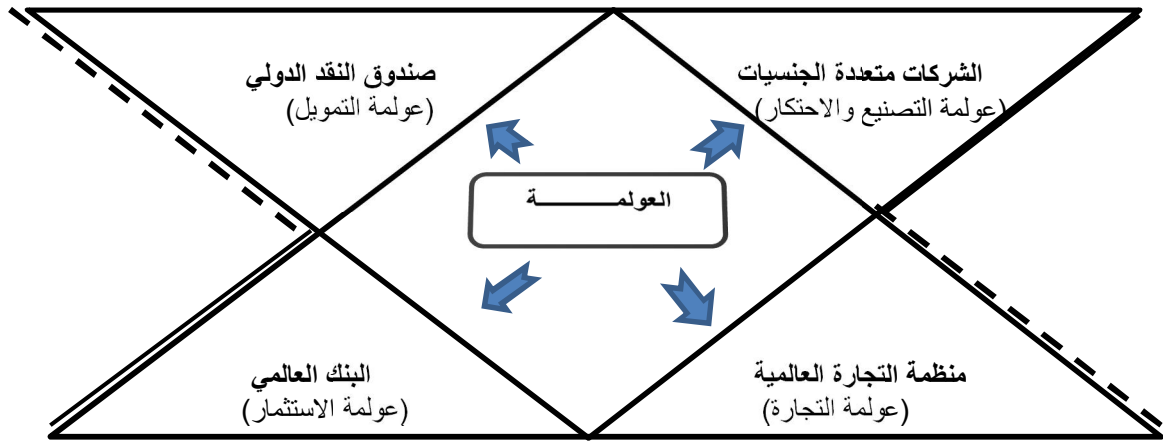 الشركات متعددة الجنسيات
(عولمة التصنيع والاحتكار)
صندوق النقد الدولي
(عولمة التمويل)
العولمـــــــــــة
منظمة التجارة العالمية
(عولمة التجارة)
البنك العالمي
(عولمة الاستثمار)